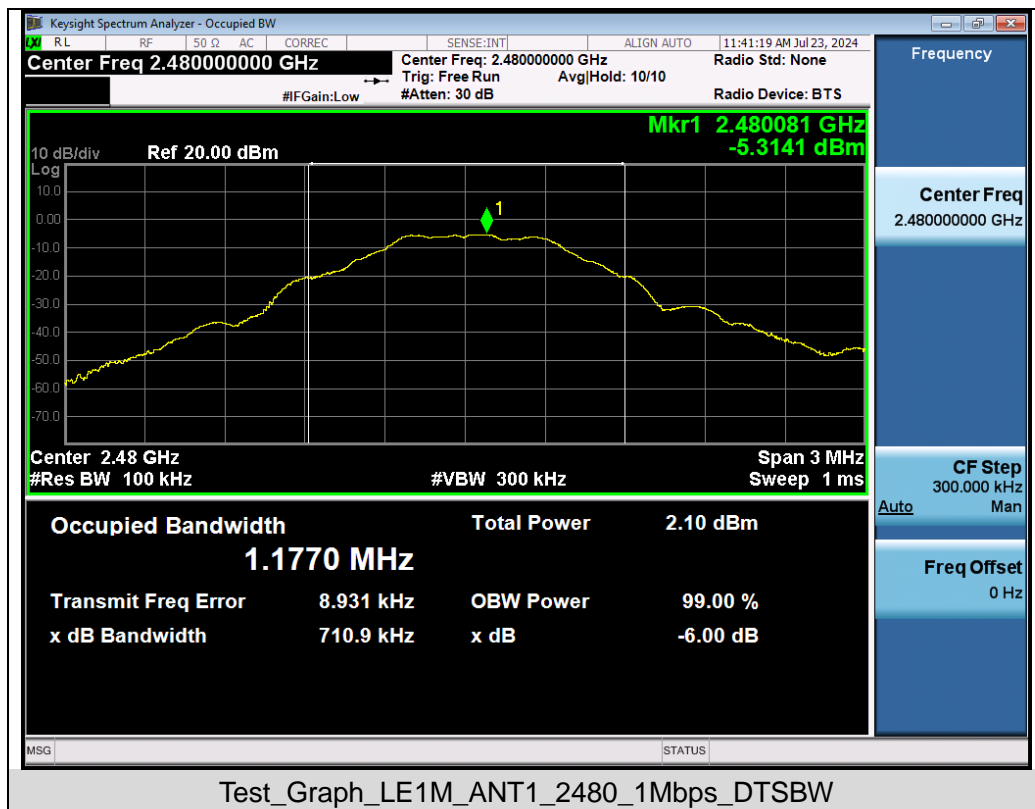 Keysight Spectrum Analyzer - Occupied BW
LXI RL RF 50 Ω AC CORREC SENSE:INT ALIGN AUTO 11:41:19 AM Jul 23, 2024
Center Freq 2.480000000 GHz
Center Freq: 2.480000000 GHz
Radio Std: None
Trig: Free Run Avg|Hold: 10/10
#IFGain:Low
#Atten: 30 dB
Radio Device: BTS
Mkr1 2.480081 GHz
-5.3141 dBm
10 dB/div Ref 20.00 dBm
Log
10.0
0.00
-10.0
-20.0
-30.0
-40.0
-50.0
-60.0
-70.0
1
Center 2.48 GHz
Span 3 MHz
#Res BW 100 kHz
#VBW 300 kHz
Sweep 1 ms
Occupied Bandwidth
1.1770 MHz
Total Power 2.10 dBm
Transmit Freq Error 8.931 kHz
OBW Power 99.00 %
x dB Bandwidth 710.9 kHz
x dB -6.00 dB
Frequency
Center Freq
2.480000000 GHz
CF Step
300.000 kHz
Auto Man
Freq Offset
0 Hz
MSG
STATUS
Test_Graph_LE1M_ANT1_2480_1Mbps_DTSBW